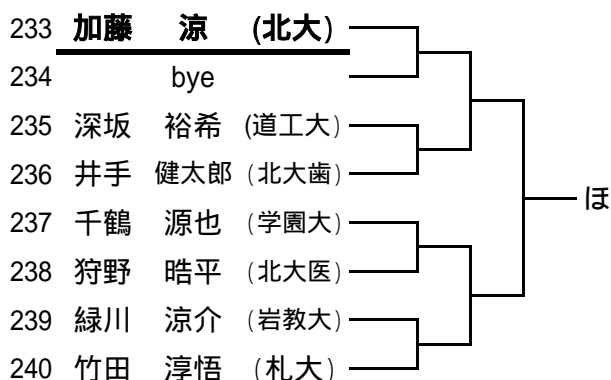 233 加藤 涼 (北大)
234 bye
235 深坂 裕希 (道工大)
236 井手 健太郎 (北大歯)
237 千鶴 源也 (学園大)
238 狩野 晧平 (北大医)
239 緑川 涼介 (岩教大)
240 竹田 淳悟 (札大)
ほ